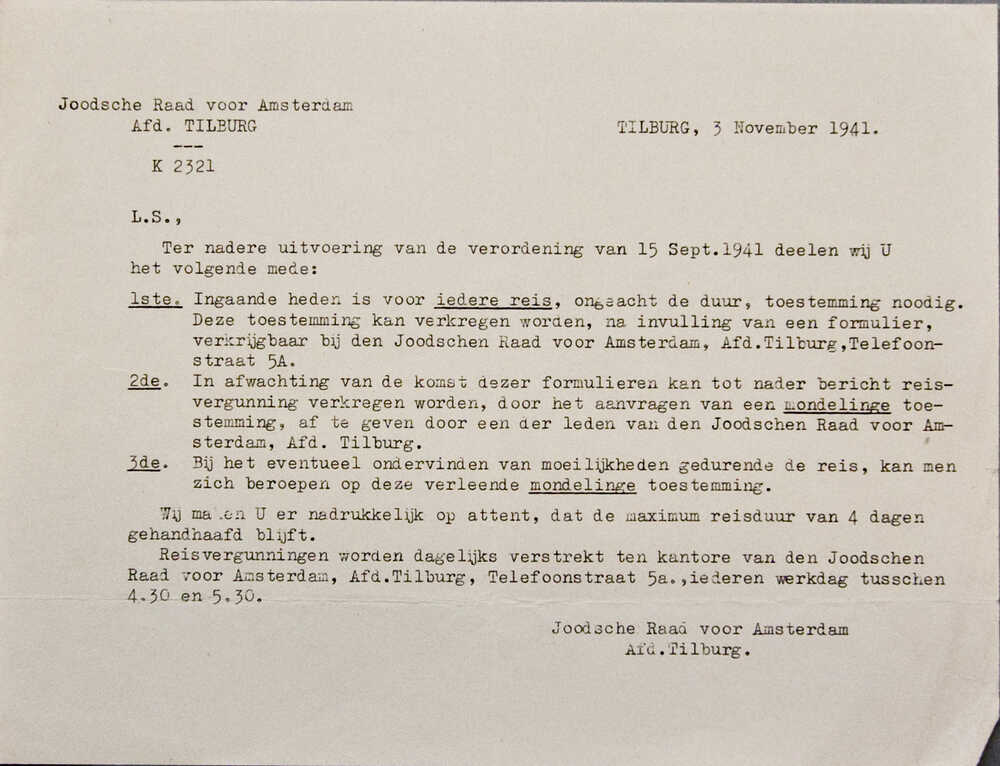 Joodsche Raad voor Amsterdam
Afd. TILBURG
TILBURG, 3 November 1941.
K 2321
L.S.,
Ter nadere uitvoering van de verordening van 15 Sept.1941 deelen wij U
het volgende mede:
1ste. Ingaande heden is voor iedere reis, ongeacht de duur, toestemming noodig.
Deze toestemming kan verkregen worden, na invulling van een formulier,
verkrijgbaar bij den Joodschen Raad voor Amsterdam, Afd.Tilburg,Telefoon-
straat 5A.
2de. In afwachting van de komst dezer formulieren kan tot nader bericht reis-
vergunning verkregen worden, door het aanvragen van een mondelinge toe-
stemming, af te geven door een der leden van den Joodschen Raad voor Am-
sterdam, Afd. Tilburg.
3de. Bij het eventueel ondervinden van moeilijkheden gedurende de reis, kan men
zich beroepen op deze verleende mondelinge toestemming.
Wij maken U er nadrukkelijk op attent, dat de maximum reisduur van 4 dagen
gehandhaafd blijft.
Reisvergunningen worden dagelijks verstrekt ten kantore van den Joodschen
Raad voor Amsterdam, Afd.Tilburg, Telefoonstraat 5a.,iederen werkdag tusschen
4.30 en 5.30.
Joodsche Raad voor Amsterdam
Afd.Tilburg.